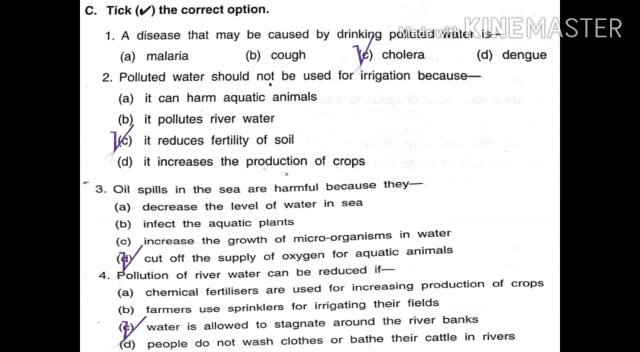 C. Tick (✔) the correct option.
1. A disease that may be caused by drinking polluted water is—
Made with KINEMASTER
(a) malaria (b) cough (c) cholera (d) dengue
2. Polluted water should not be used for irrigation because—
(a) it can harm aquatic animals
(b) it pollutes river water
(c) it reduces fertility of soil
(d) it increases the production of crops
3. Oil spills in the sea are harmful because they—
(a) decrease the level of water in sea
(b) infect the aquatic plants
(c) increase the growth of micro-organisms in water
(d) cut off the supply of oxygen for aquatic animals
4. Pollution of river water can be reduced if—
(a) chemical fertilisers are used for increasing production of crops
(b) farmers use sprinklers for irrigating their fields
(c) water is allowed to stagnate around the river banks
(d) people do not wash clothes or bathe their cattle in rivers